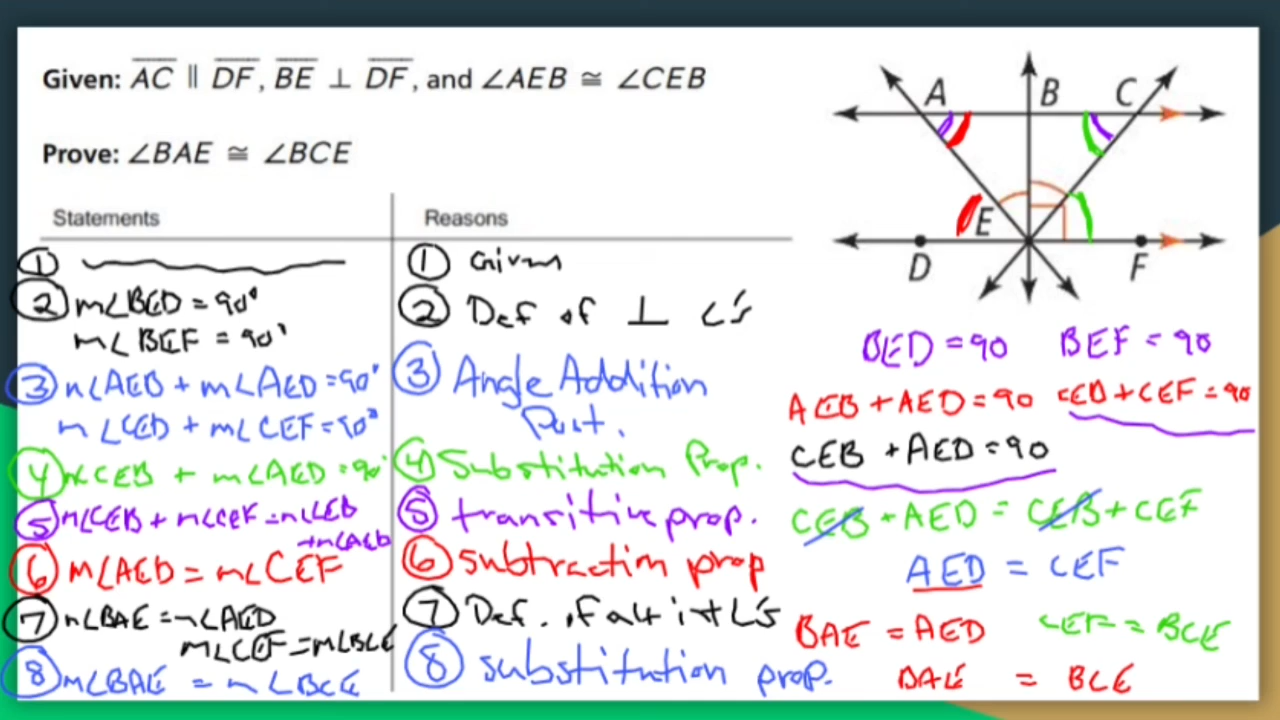 Given: AC ∥ DF, BE ⊥ DF, and ∠AEB ≅ ∠CEB
Prove: ∠BAE ≅ ∠BCE
Statements
Reasons
① 
① Given
② m∠BED = 90°
m∠BEF = 90°
② Def of ⊥ ∠'s
③ m∠AEB + m∠AED = 90°
m∠CED + m∠CEF = 90°
③ Angle Addition
Post.
④ m∠CEB + m∠AED = 90°
④ Substitution Prop.
⑤ m∠CEB + m∠CEF = m∠CEB
+ m∠AED
⑤ transitive prop.
⑥ m∠AED = m∠CEF
⑥ subtraction prop
⑦ m∠BAE = m∠AED
m∠CEF = m∠BCE
⑦ Def. of alt int ∠'s
⑧ m∠BAE = m∠BCE
⑧ substitution prop.
A B C
E
D F
BED = 90 BEF = 90
AEB + AED = 90 CEB + CEF = 90
CEB + AED = 90
CEB + AED = CEB + CEF
AED = CEF
BAE = AED CEF = BCE
BAE = BCE